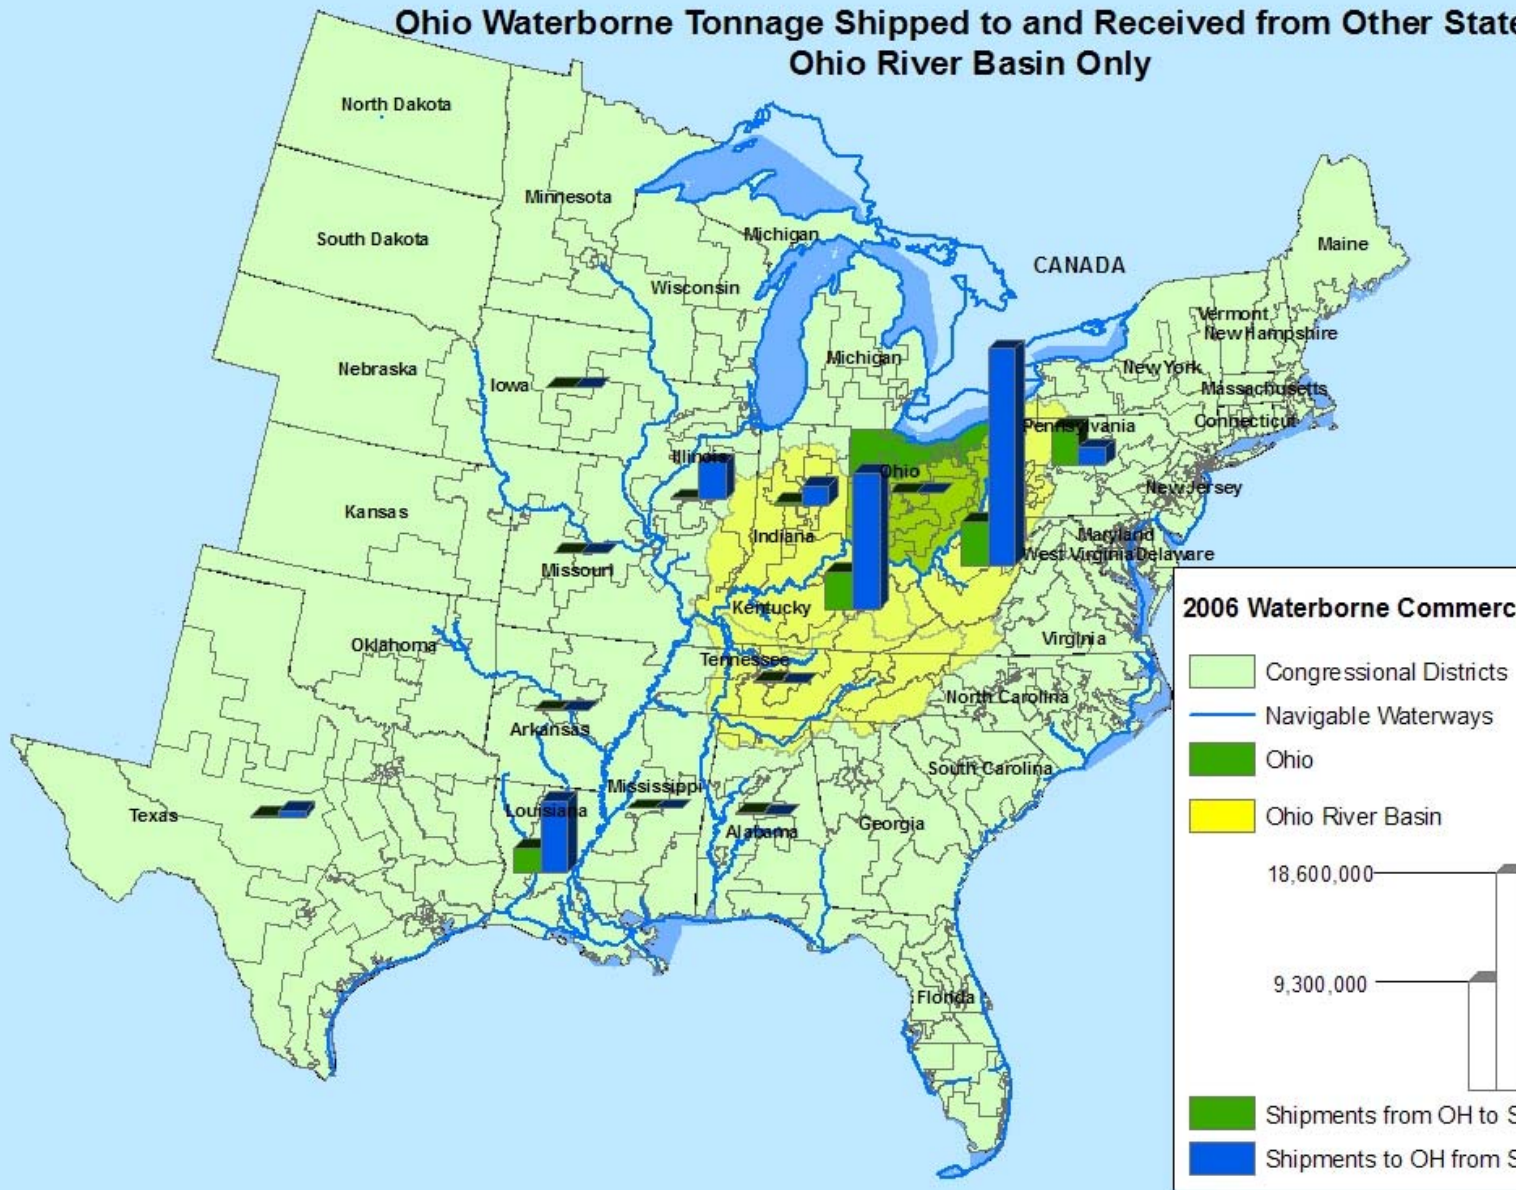 Ohio Waterborne Tonnage Shipped to and Received from Other State
Ohio River Basin Only
North Dakota
Minnesota
South Dakota
Michigan
Maine
CANADA
Wisconsin
Vermont
New Hampshire
Michigan
Nebraska
New York
Iowa
Massachusetts
Connecticut
Pennsylvania
Illinois
Ohio
New Jersey
Kansas
Indiana
Maryland
West Virginia Delaware
Missouri
Kentucky
Virginia
Oklahoma
Tennessee
North Carolina
Arkansas
South Carolina
Mississippi
Louisiana
Texas
Alabama
Georgia
Florida
2006 Waterborne Commerc
Congressional Districts
Navigable Waterways
Ohio
Ohio River Basin
18,600,000
9,300,000
Shipments from OH to S
Shipments to OH from S